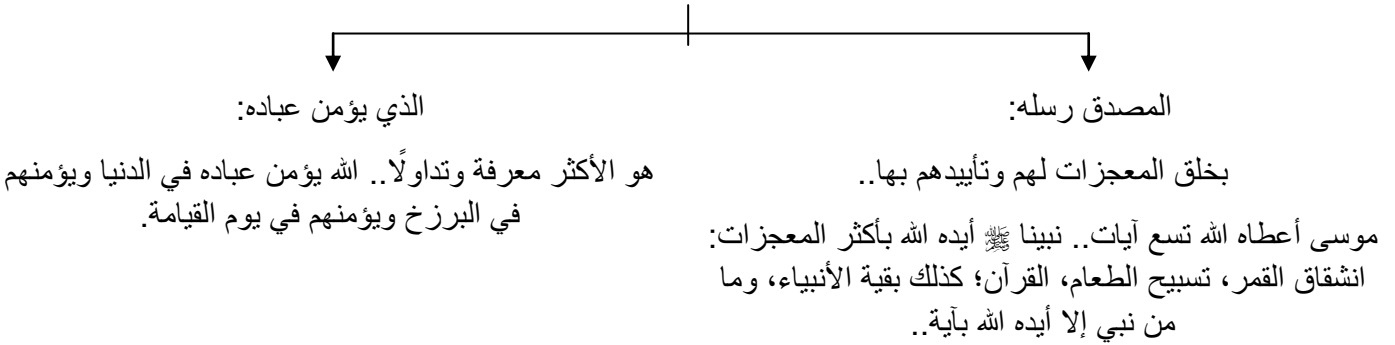 المصدق رسله:
بخلق المعجزات لهم وتأييدهم بها..
موسى أعطاه الله تسع آيات.. نبينا ﷺ أيده الله بأكثر المعجزات:
انشقاق القمر، تسبيح الطعام، القرآن؛ كذلك بقية الأنبياء، وما
من نبي إلا أيده الله بآية..
الذي يؤمن عباده:
هو الأكثر معرفة وتداولًا.. الله يؤمن عباده في الدنيا ويؤمنهم
في البرزخ ويؤمنهم في يوم القيامة.